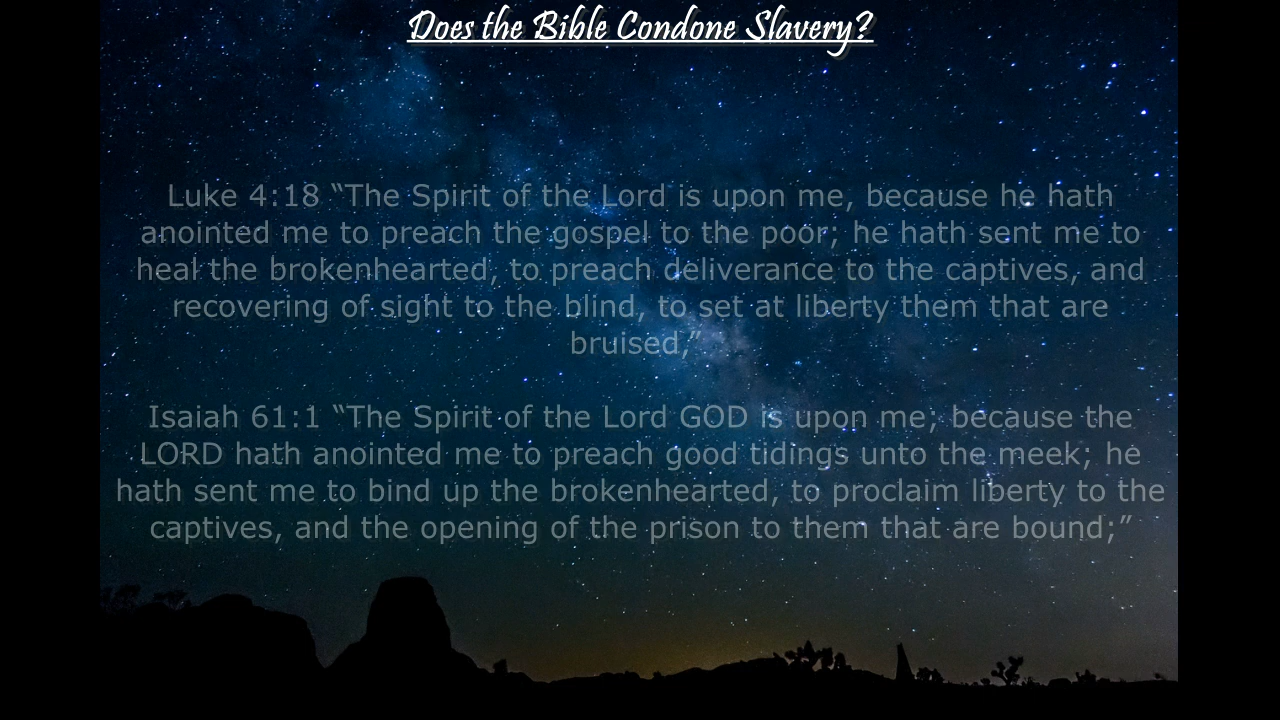 Does the Bible Condone Slavery?
Luke 4:18 “The Spirit of the Lord is upon me, because he hath
anointed me to preach the gospel to the poor; he hath sent me to
heal the brokenhearted, to preach deliverance to the captives, and
recovering of sight to the blind, to set at liberty them that are
bruised,”
Isaiah 61:1 “The Spirit of the Lord GOD is upon me; because the
LORD hath anointed me to preach good tidings unto the meek; he
hath sent me to bind up the brokenhearted, to proclaim liberty to the
captives, and the opening of the prison to them that are bound;”